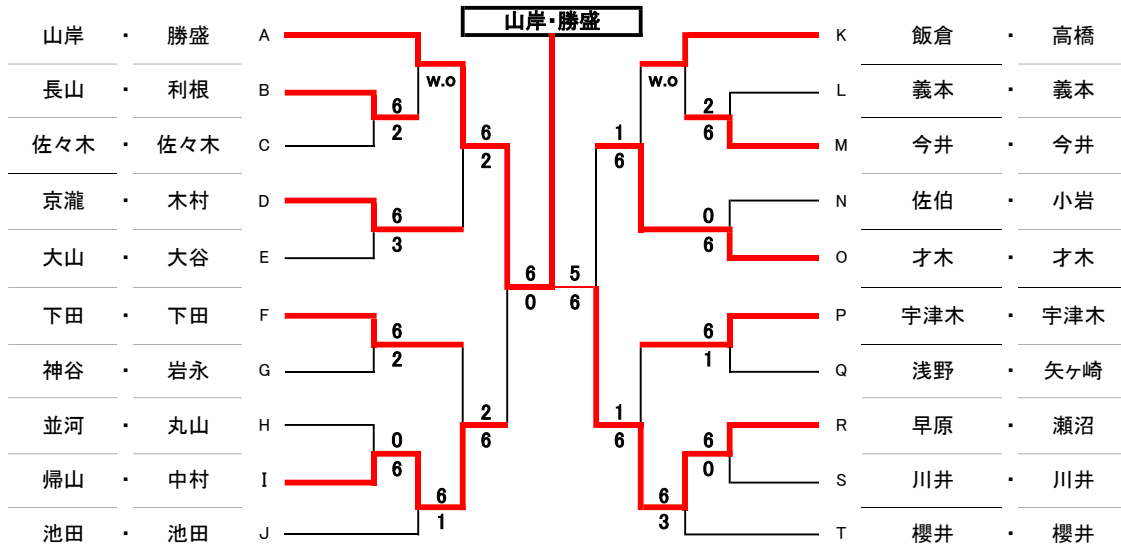 山岸・勝盛
山岸 ・ 勝盛 A K 飯倉 ・ 高橋
w.o w.o
長山 ・ 利根 B L 義本 ・ 義本
6 2
2 6
佐々木 ・ 佐々木 C M 今井 ・ 今井
6 1
2 6
京瀧 ・ 木村 D N 佐伯 ・ 小岩
6 0
3 6
大山 ・ 大谷 E O 才木 ・ 才木
6 5
0 6
下田 ・ 下田 F P 宇津木 ・ 宇津木
6 6
2 1
神谷 ・ 岩永 G Q 浅野 ・ 矢ヶ崎
2 1
6 6
並河 ・ 丸山 H R 早原 ・ 瀬沼
0 6
6 0
帰山 ・ 中村 I S 川井 ・ 川井
6 6
1 3
池田 ・ 池田 J T 櫻井 ・ 櫻井